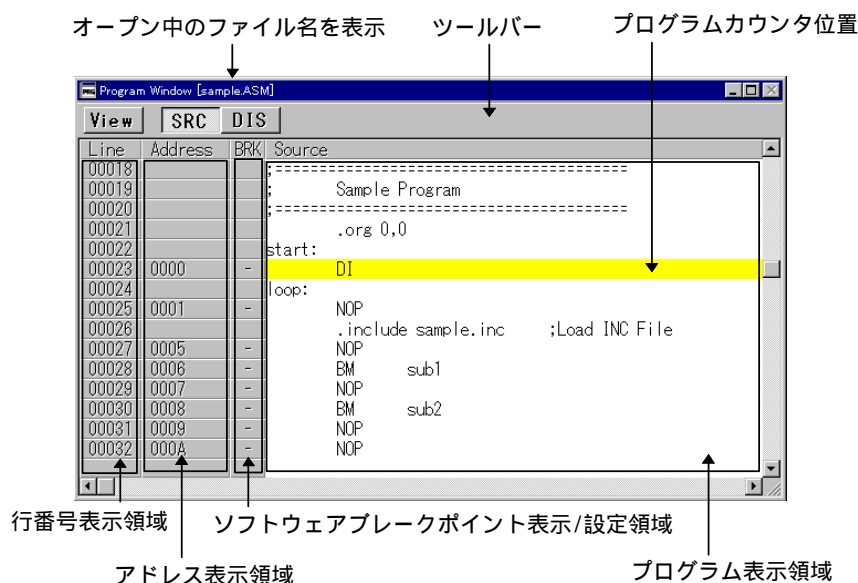 オープン中のファイル名を表示 ツールバー プログラムカウンタ位置
Program Window [sample.ASM]
View SRC DIS
Line Address BRK Source
00018 ;=========================================
00019 ; Sample Program
00020 ;=========================================
00021 .org 0,0
00022 start:
00023 0000 - DI
00024 loop:
00025 0001 - NOP
00026 .include sample.inc ;Load INC File
00027 0005 - NOP
00028 0006 - BM sub1
00029 0007 - NOP
00030 0008 - BM sub2
00031 0009 - NOP
00032 000A - NOP
行番号表示領域 ソフトウェアブレークポイント表示/設定領域
アドレス表示領域 プログラム表示領域